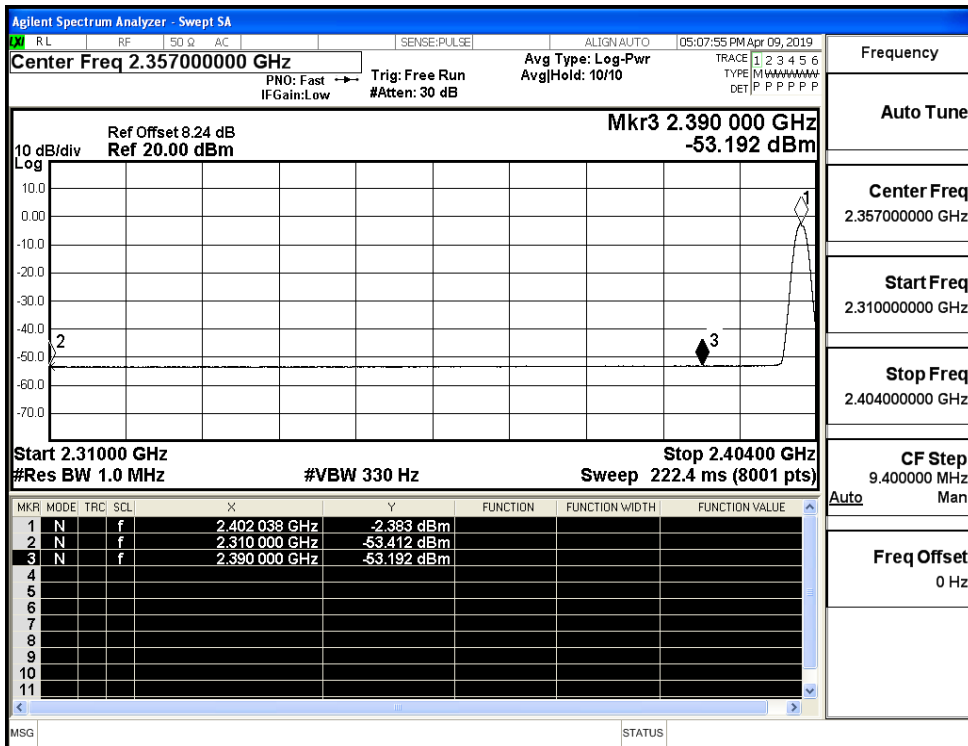 Agilent Spectrum Analyzer - Swept SA
LXI RL RF 50 Ω AC SENSE:PULSE ALIGN AUTO 05:07:55 PM Apr 09, 2019
Center Freq 2.357000000 GHz
PNO: Fast
IFGain:Low
Trig: Free Run
#Atten: 30 dB
Avg Type: Log-Pwr
Avg|Hold: 10/10
TRACE 1 2 3 4 5 6
TYPE M W W W W W
DET P P P P P P
Ref Offset 8.24 dB
10 dB/div Ref 20.00 dBm
Log
Mkr3 2.390 000 GHz
-53.192 dBm
10.0
0.00
-10.0
-20.0
-30.0
-40.0
-50.0
-60.0
-70.0
1
2
3
Start 2.31000 GHz Stop 2.40400 GHz
#Res BW 1.0 MHz #VBW 330 Hz Sweep 222.4 ms (8001 pts)
MKR MODE TRC SCL X Y FUNCTION FUNCTION WIDTH FUNCTION VALUE
1 N f 2.402 038 GHz -2.383 dBm
2 N f 2.310 000 GHz -53.412 dBm
3 N f 2.390 000 GHz -53.192 dBm
4
5
6
7
8
9
10
11
MSG STATUS
Frequency
Auto Tune
Center Freq
2.357000000 GHz
Start Freq
2.310000000 GHz
Stop Freq
2.404000000 GHz
CF Step
9.400000 MHz
Auto Man
Freq Offset
0 Hz